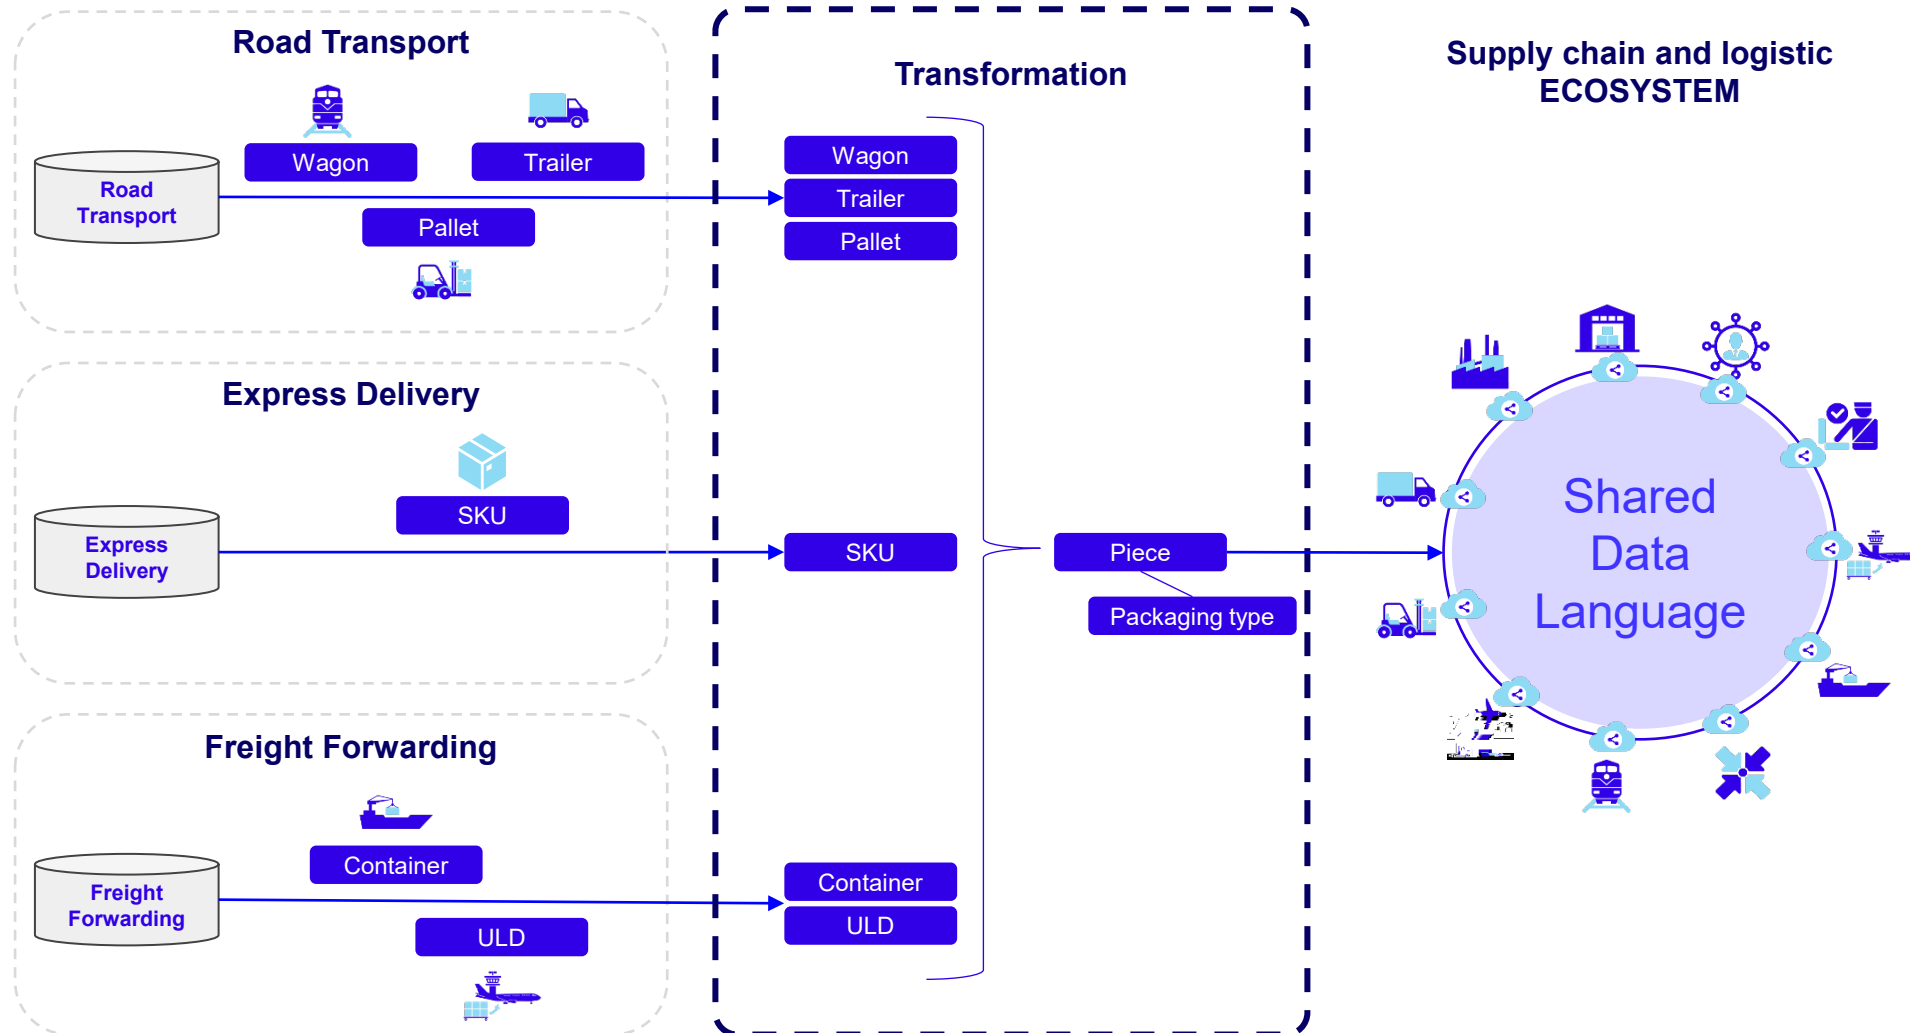 Road Transport
Wagon
Trailer
Road
Transport
Pallet
Express Delivery
SKU
Express
Delivery
Freight Forwarding
Container
Freight
Forwarding
ULD
Transformation
Wagon
Trailer
Pallet
SKU
Container
ULD
Piece
Packaging type
Supply chain and logistic
ECOSYSTEM
Shared
Data
Language